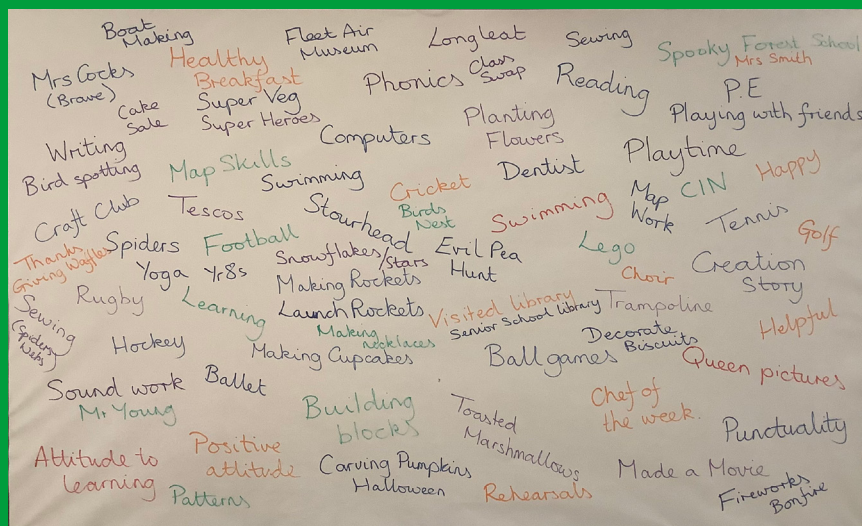 Boat
Making
Fleet Air
Museum
Longleat
Sewing
Spooky Forest School
Mrs Smith
Mrs Cocks
(Brave)
Healthy
Breakfast
Phonics
Class
Swap
Reading
P.E
Cake
Sale
Super Veg
Super Heroes
Planting
Flowers
Playing with friends
Writing
Computers
Playtime
Bird spotting
Map Skills
Swimming
Dentist
Happy
Cricket
Map
Work
CIN
Craft Club
Tescos
Stourhead
Birds
Nest
Swimming
Tennis
Golf
Thanks
Giving Waffles
Spiders
Football
Snowflakes
/Stars
Evil Pea
Hunt
Lego
Creation
Story
Yoga
Yr8s
Making Rockets
Choir
Sewing
(Spiders
Webs)
Rugby
Learning
Launch Rockets
Visited library
Senior School library
Trampoline
Helpful
Hockey
Making
necklaces
Making Cupcakes
Ball games
Decorate
Biscuits
Queen pictures
Sound work
Ballet
Mr Young
Building
blocks
Toasted
Marshmallows
Chef of
the week.
Punctuality
Attitude to
learning
Positive
attitude
Carving Pumpkins
Halloween
Made a Movie
Patterns
Rehearsals
Fireworks
Bonfire